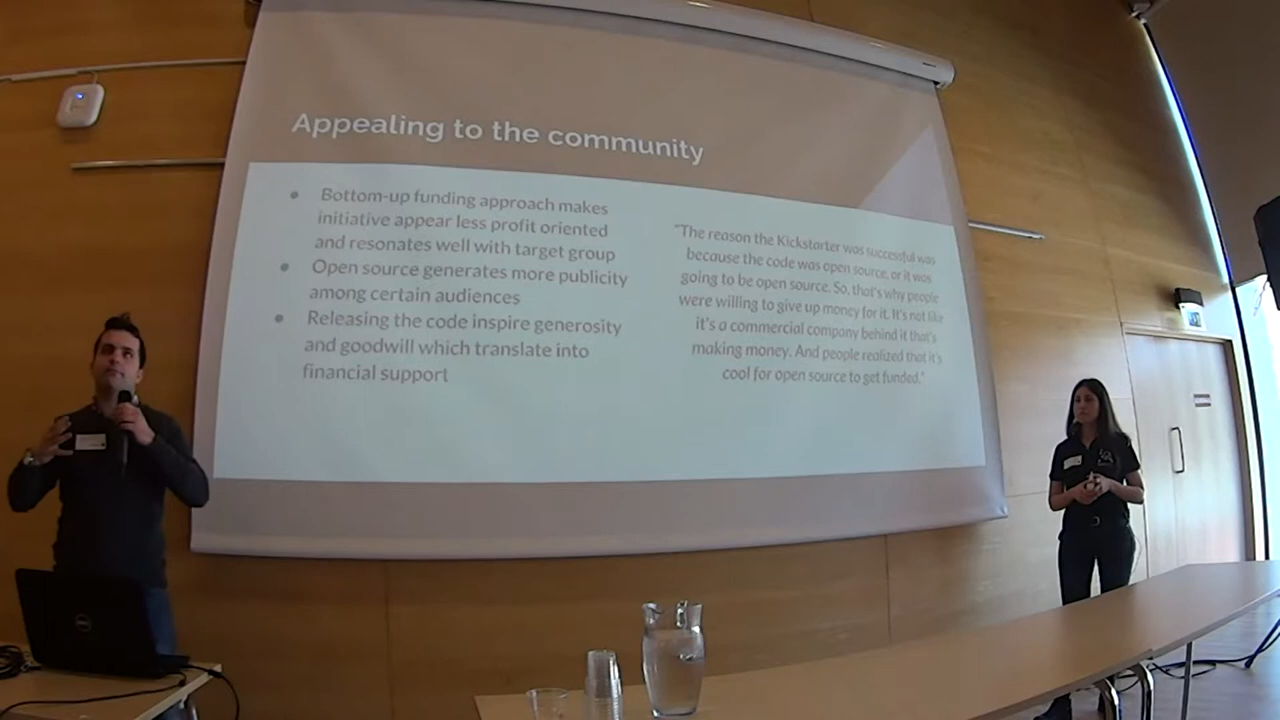 Appealing to the community
Bottom-up funding approach makes
initiative appear less profit oriented
and resonates well with target group
Open source generates more publicity
among certain audiences
Releasing the code inspire generosity
and goodwill which translate into
financial support
"The reason the Kickstarter was successful was
because the code was open source, or it was
going to be open source. So, that's why people
were willing to give up money for it. It's not like
it's a commercial company behind it that's
making money. And people realized that it's
cool for open source to get funded."
DELL